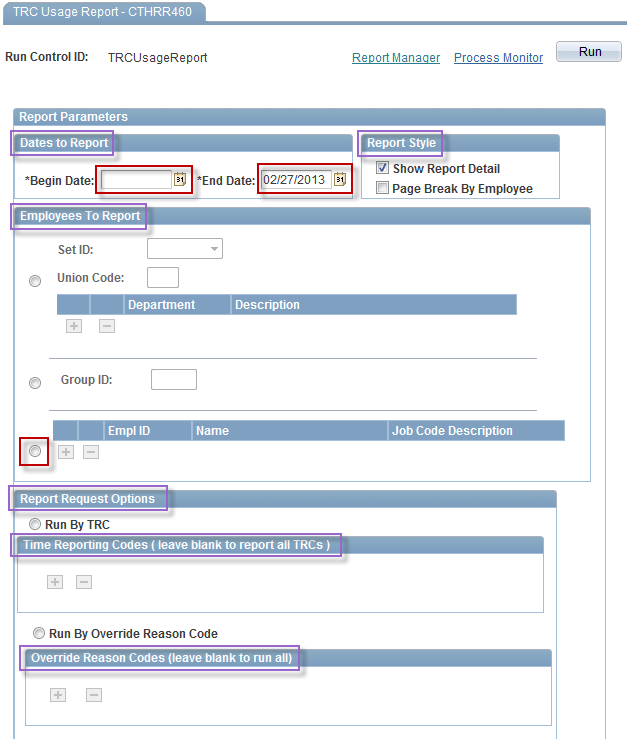 TRC Usage Report - CTHRR460
Run Control ID: TRCUsageReport Report Manager Process Monitor Run
Report Parameters
Dates to Report Report Style
*Begin Date: 31 *End Date: 02/27/2013 31 Show Report Detail
Page Break By Employee
Employees To Report
Set ID:
Union Code:
Department Description
Group ID:
Empl ID Name Job Code Description
Report Request Options
Run By TRC
Time Reporting Codes ( leave blank to report all TRCs )
Run By Override Reason Code
Override Reason Codes (leave blank to run all)